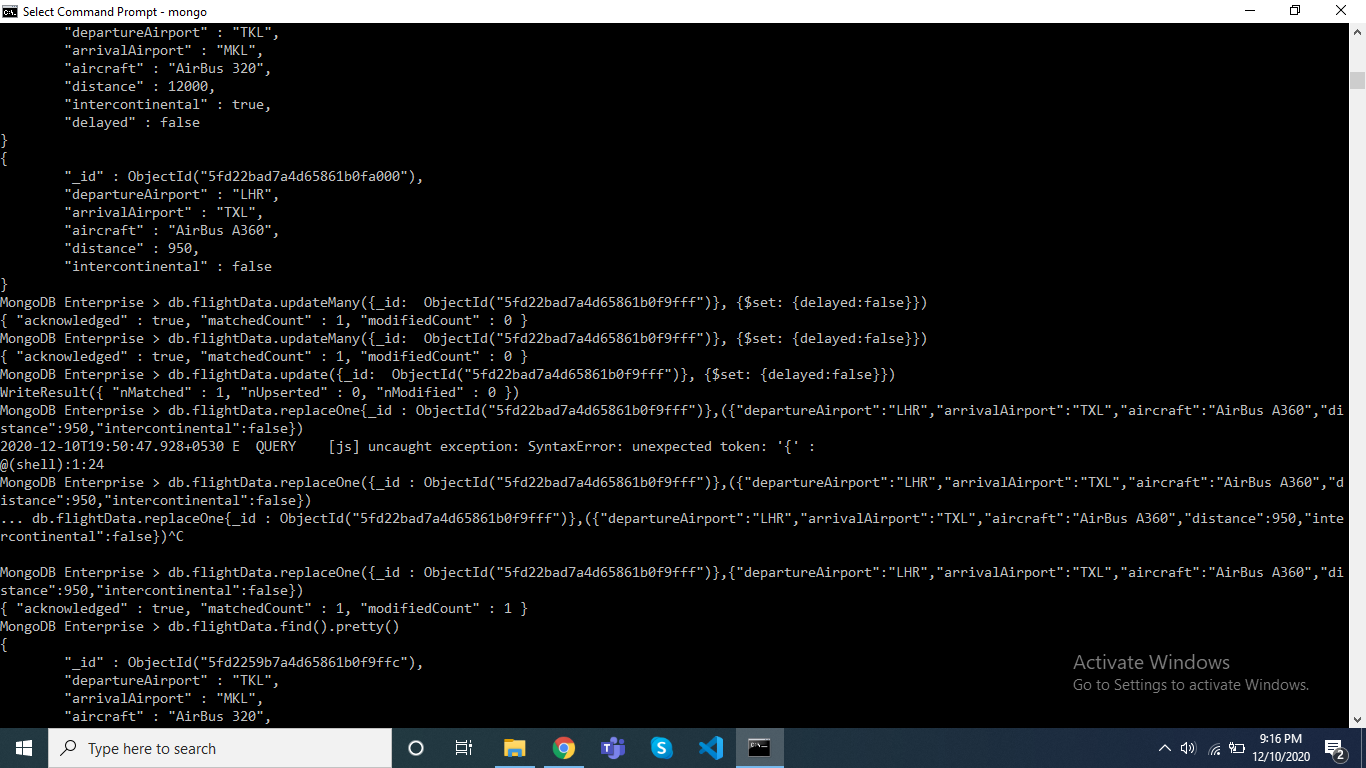 Select Command Prompt - mongo
"departureAirport" : "TKL",
"arrivalAirport" : "MKL",
"aircraft" : "AirBus 320",
"distance" : 12000,
"intercontinental" : true,
"delayed" : false
}
{
"_id" : ObjectId("5fd22bad7a4d65861b0fa000"),
"departureAirport" : "LHR",
"arrivalAirport" : "TXL",
"aircraft" : "AirBus A360",
"distance" : 950,
"intercontinental" : false
}
MongoDB Enterprise > db.flightData.updateMany({_id:  ObjectId("5fd22bad7a4d65861b0f9fff")}, {$set: {delayed:false}})
{ "acknowledged" : true, "matchedCount" : 1, "modifiedCount" : 0 }
MongoDB Enterprise > db.flightData.updateMany({_id:  ObjectId("5fd22bad7a4d65861b0f9fff")}, {$set: {delayed:false}})
{ "acknowledged" : true, "matchedCount" : 1, "modifiedCount" : 0 }
MongoDB Enterprise > db.flightData.update({_id:  ObjectId("5fd22bad7a4d65861b0f9fff")}, {$set: {delayed:false}})
WriteResult({ "nMatched" : 1, "nUpserted" : 0, "nModified" : 0 })
MongoDB Enterprise > db.flightData.replaceOne{_id : ObjectId("5fd22bad7a4d65861b0f9fff")},({"departureAirport":"LHR","arrivalAirport":"TXL","aircraft":"AirBus A360","di
stance":950,"intercontinental":false})
2020-12-10T19:50:47.928+0530 E  QUERY    [js] uncaught exception: SyntaxError: unexpected token: '{' :
@(shell):1:24
MongoDB Enterprise > db.flightData.replaceOne({_id : ObjectId("5fd22bad7a4d65861b0f9fff")},({"departureAirport":"LHR","arrivalAirport":"TXL","aircraft":"AirBus A360","d
istance":950,"intercontinental":false})
... db.flightData.replaceOne{_id : ObjectId("5fd22bad7a4d65861b0f9fff")},({"departureAirport":"LHR","arrivalAirport":"TXL","aircraft":"AirBus A360","distance":950,"inte
rcontinental":false})^C
MongoDB Enterprise > db.flightData.replaceOne({_id : ObjectId("5fd22bad7a4d65861b0f9fff")},{"departureAirport":"LHR","arrivalAirport":"TXL","aircraft":"AirBus A360","di
stance":950,"intercontinental":false})
{ "acknowledged" : true, "matchedCount" : 1, "modifiedCount" : 1 }
MongoDB Enterprise > db.flightData.find().pretty()
{
"_id" : ObjectId("5fd2259b7a4d65861b0f9ffc"),
"departureAirport" : "TKL",
"arrivalAirport" : "MKL",
"aircraft" : "AirBus 320",
Activate Windows
Go to Settings to activate Windows.
Type here to search
9:16 PM
12/10/2020
2